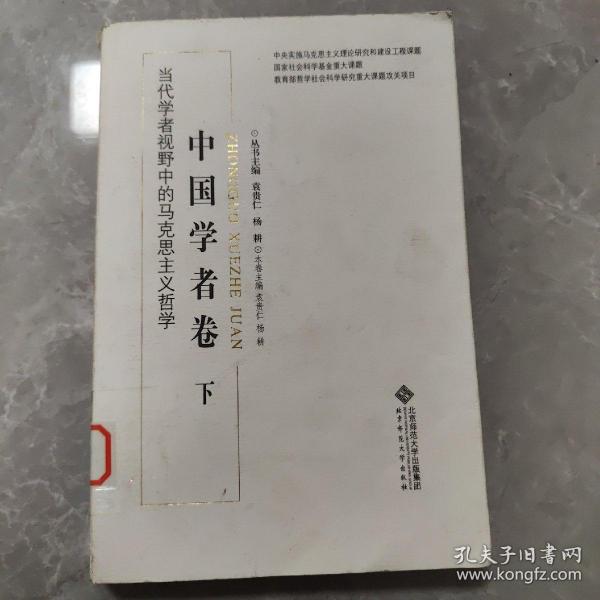 中央实施马克思主义理论研究和建设工程课题
国家社会科学基金重大课题
教育部哲学社会科学研究重大课题攻关项目
当代学者视野中的马克思主义哲学
中国学者卷 下
ZHONGGUO XUEZHE JUAN
⊙丛书主编 袁贵仁 杨 耕⊙本卷主编 袁贵仁 杨 耕
北京师范大学出版集团
北京师范大学出版社
孔夫子旧书网
www.kongfz.com